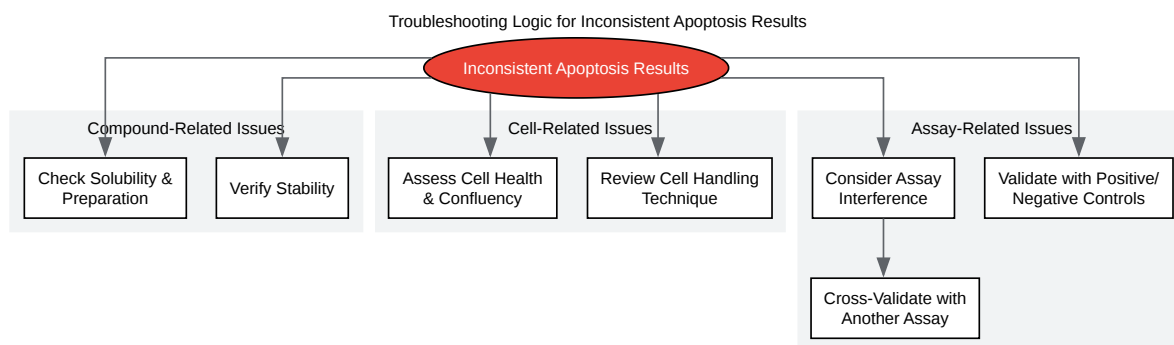 Troubleshooting Logic for Inconsistent Apoptosis Results
Inconsistent Apoptosis Results
Compound-Related Issues
Cell-Related Issues
Assay-Related Issues
Check Solubility &
Preparation
Verify Stability
Assess Cell Health
& Confluency
Review Cell Handling
Technique
Consider Assay
Interference
Validate with Positive/
Negative Controls
Cross-Validate with
Another Assay